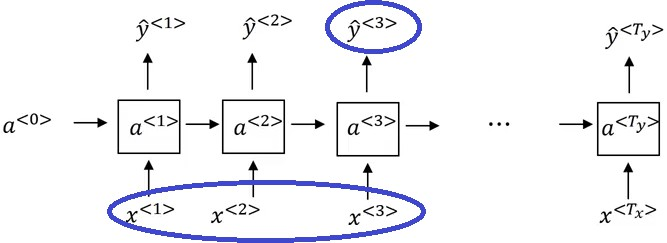 ŷ<1> ŷ<2> ŷ<3> ŷ<Ty>
a<0> a<1> a<2> a<3> ... a<Ty>
x<1> x<2> x<3> x<Tx>